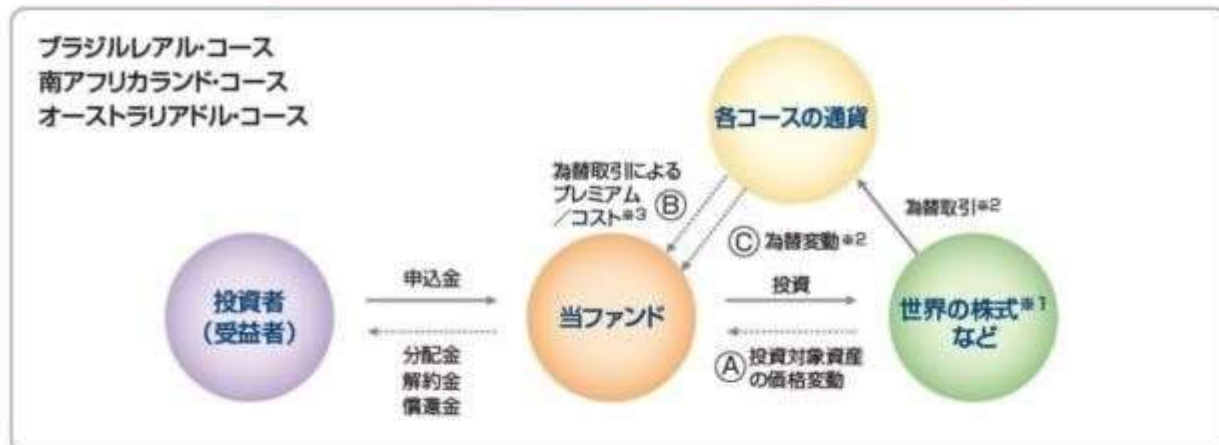 ブラジルレアル・コース
南アフリカランド・コース
オーストラリアドル・コース
各コースの通貨
為替取引による
プレミアム
／コスト※3 Ⓑ
為替取引※2
Ⓒ 為替変動※2
投資者
（受益者）
申込金
分配金
解約金
償還金
当ファンド
投資
Ⓐ 投資対象資産
の価格変動
世界の株式※1
など